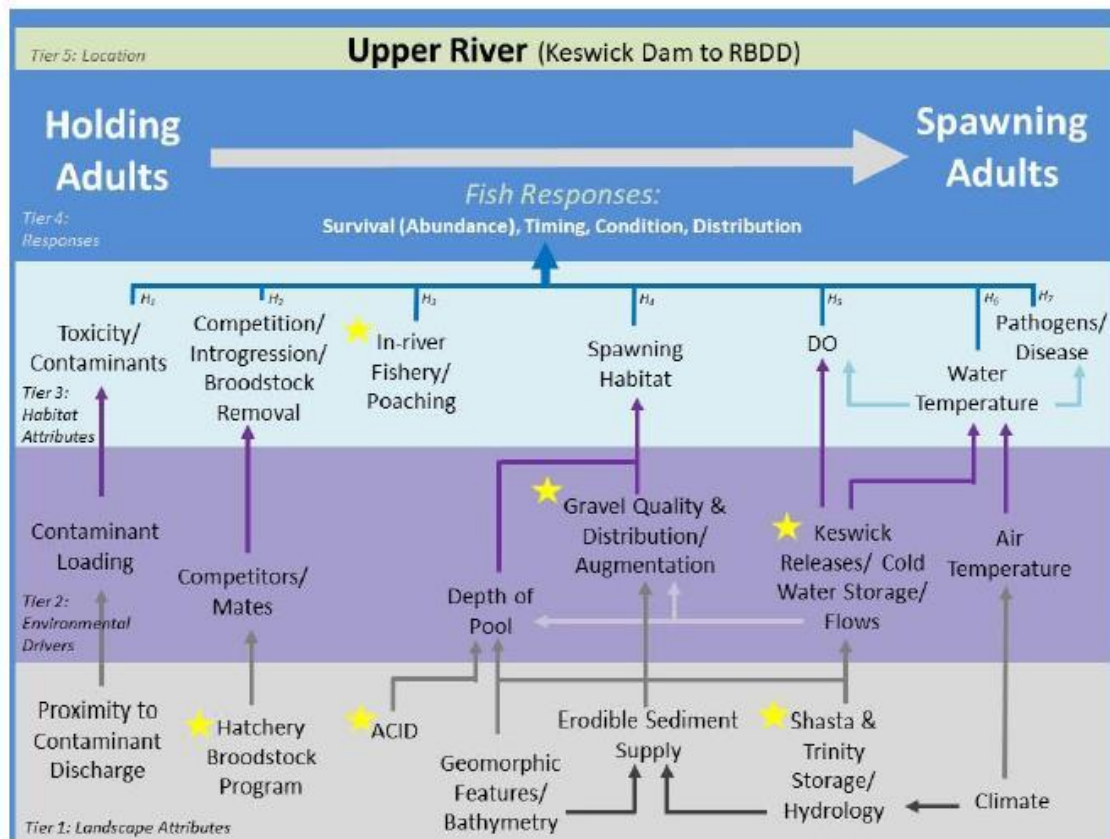 Tier 5: Location
Upper River (Keswick Dam to RBDD)
Holding
Adults
Spawning
Adults
Fish Responses:
Tier 4:
Responses
Survival (Abundance), Timing, Condition, Distribution
H1
H2
H3
H4
H5
H6
H7
Toxicity/
Contaminants
Competition/
Introgression/
Broodstock
Removal
In-river
Fishery/
Poaching
Spawning
Habitat
DO
Water
Temperature
Pathogens/
Disease
Tier 3:
Habitat
Attributes
Contaminant
Loading
Competitors/
Mates
Depth of
Pool
Gravel Quality &
Distribution/
Augmentation
Keswick
Releases/ Cold
Water Storage/
Flows
Air
Temperature
Tier 2:
Environmental
Drivers
Proximity to
Contaminant
Discharge
Hatchery
Broodstock
Program
ACID
Geomorphic
Features/
Bathymetry
Erodible Sediment
Supply
Shasta &
Trinity
Storage/
Hydrology
Climate
Tier 1: Landscape Attributes